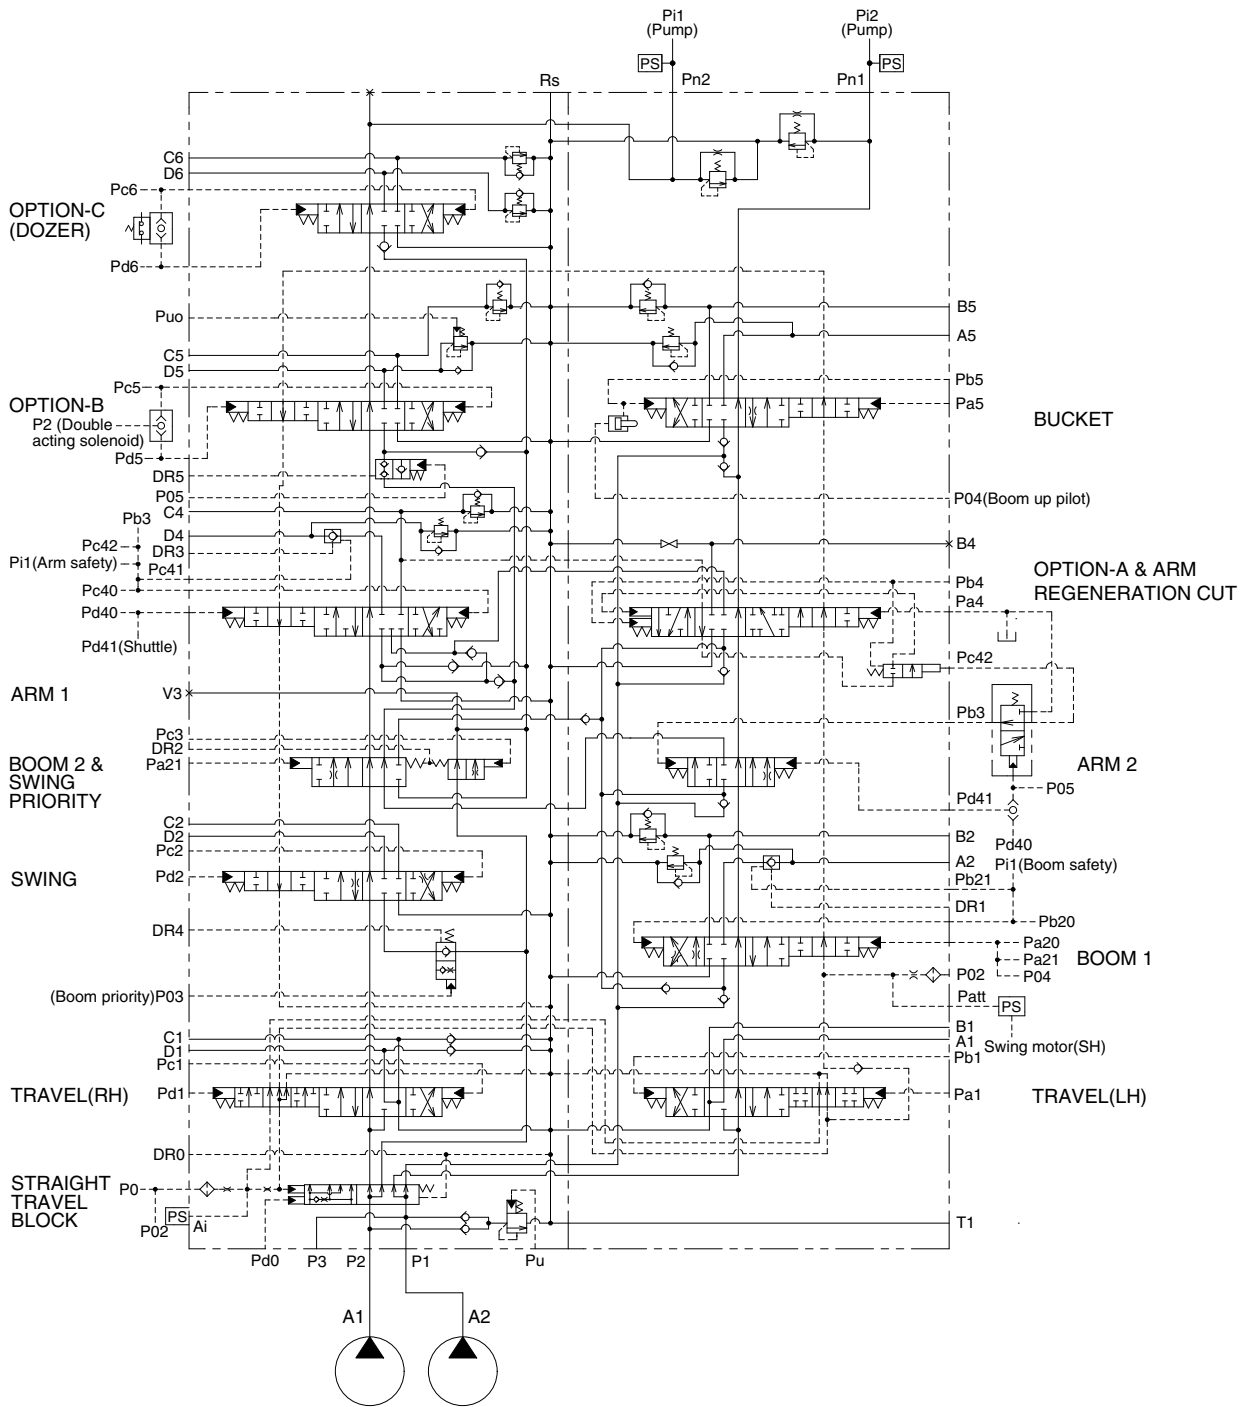 Pi1
(Pump)
Pi2
(Pump)
PS
PS
Rs
Pn2
Pn1
C6
D6
Pc6
OPTION-C
(DOZER)
Pd6
Puo
B5
A5
C5
D5
Pc5
Pb5
Pa5
OPTION-B
P2 (Double
acting solenoid)
BUCKET
Pd5
DR5
P05
P04(Boom up pilot)
C4
Pb3
D4
DR3
Pc42
Pi1(Arm safety)
Pc41
B4
OPTION-A & ARM
REGENERATION CUT
Pc40
Pb4
Pa4
Pd40
Pd41(Shuttle)
Pc42
ARM 1
V3
Pb3
Pc3
DR2
Pa21
BOOM 2 &
SWING
PRIORITY
ARM 2
P05
Pd41
C2
D2
Pc2
B2
Pd40
A2
Pi1(Boom safety)
SWING
Pd2
Pb21
DR1
Pb20
DR4
Pa20
Pa21
P04
BOOM 1
P02
(Boom priority)P03
Patt
PS
C1
D1
Pc1
B1
A1
Swing motor(SH)
Pb1
TRAVEL(RH)
Pd1
Pa1
TRAVEL(LH)
DR0
STRAIGHT
TRAVEL
BLOCK
P0
P02
PS
Ai
T1
Pd0
P3
P2
P1
Pu
A1
A2